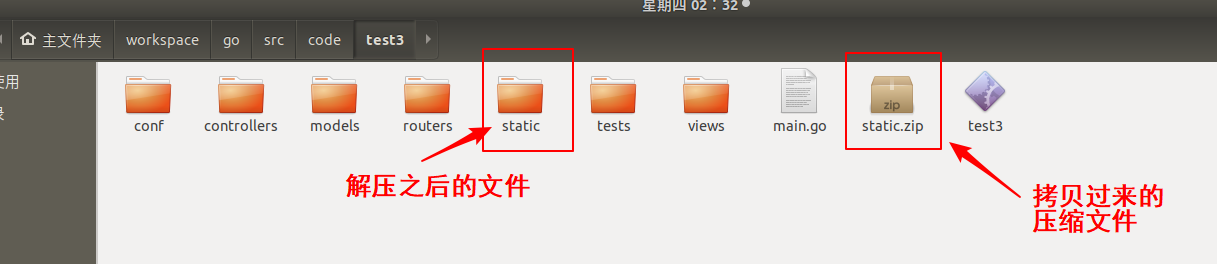 星期四 02：32
主文件夹 workspace go src code test3
使用
录
conf controllers models routers static tests views main.go static.zip test3
zip
解压之后的文件
拷贝过来的
压缩文件